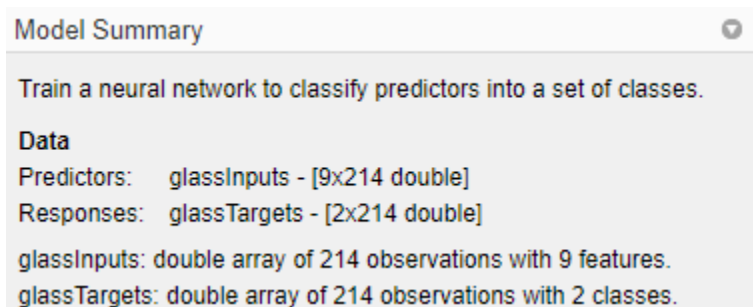 Model Summary
Train a neural network to classify predictors into a set of classes.
Data
Predictors: glassInputs - [9x214 double]
Responses: glassTargets - [2x214 double]
glassInputs: double array of 214 observations with 9 features.
glassTargets: double array of 214 observations with 2 classes.